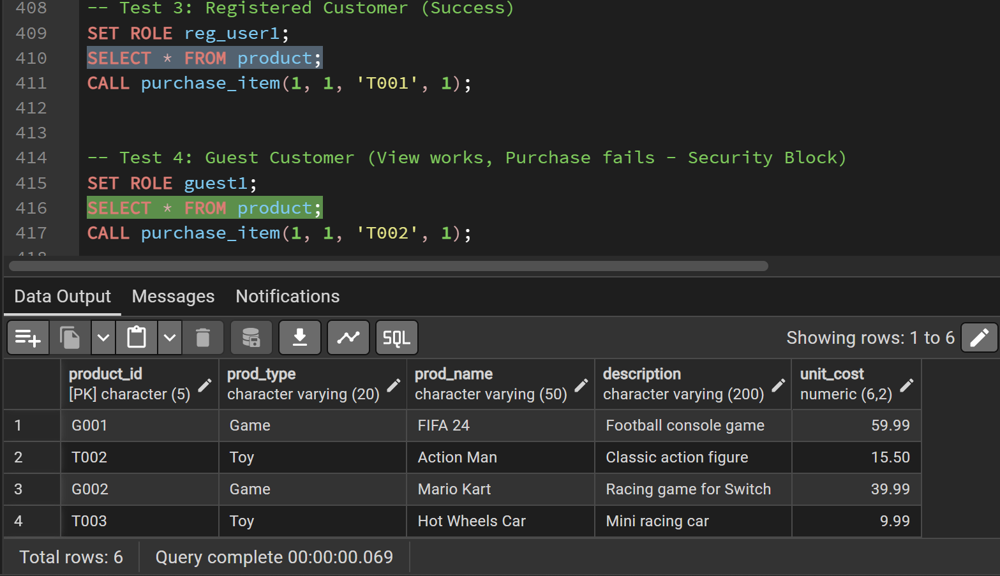 408 -- Test 3: Registered Customer (Success)
409 SET ROLE reg_user1;
410 SELECT * FROM product;
411 CALL purchase_item(1, 1, 'T001', 1);
412
413
414 -- Test 4: Guest Customer (View works, Purchase fails - Security Block)
415 SET ROLE guest1;
416 SELECT * FROM product;
417 CALL purchase_item(1, 1, 'T002', 1);
Data Output Messages Notifications
SQL Showing rows: 1 to 6
product_id prod_type prod_name description unit_cost
[PK] character (5) character varying (20) character varying (50) character varying (200) numeric (6,2)
1 G001 Game FIFA 24 Football console game 59.99
2 T002 Toy Action Man Classic action figure 15.50
3 G002 Game Mario Kart Racing game for Switch 39.99
4 T003 Toy Hot Wheels Car Mini racing car 9.99
Total rows: 6 Query complete 00:00:00.069